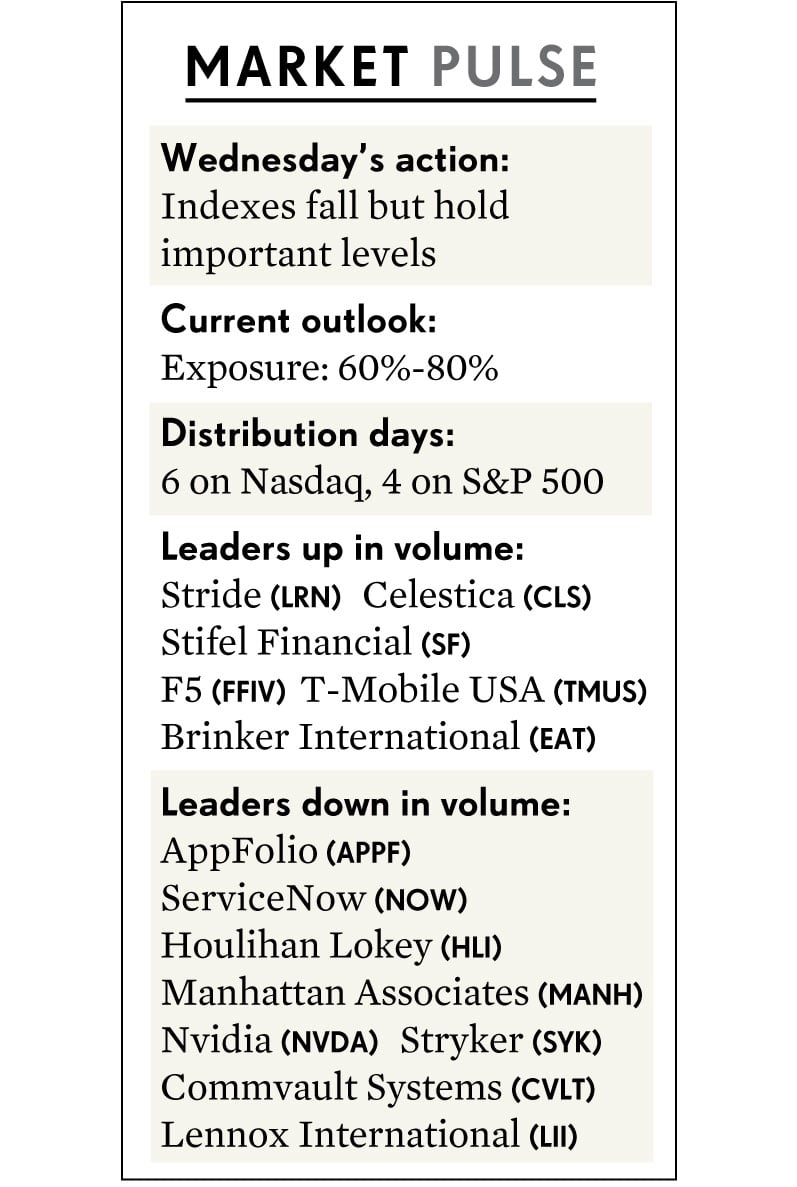 MARKET PULSE
Wednesday's action:
Indexes fall but hold
important levels
Current outlook:
Exposure: 60%-80%
Distribution days:
6 on Nasdaq, 4 on S&P 500
Leaders up in volume:
Stride (LRN) Celestica (CLS)
Stifel Financial (SF)
F5 (FFIV) T-Mobile USA (TMUS)
Brinker International (EAT)
Leaders down in volume:
AppFolio (APPF)
ServiceNow (NOW)
Houlihan Lokey (HLI)
Manhattan Associates (MANH)
Nvidia (NVDA) Stryker (SYK)
Commvault Systems (CVLT)
Lennox International (LII)